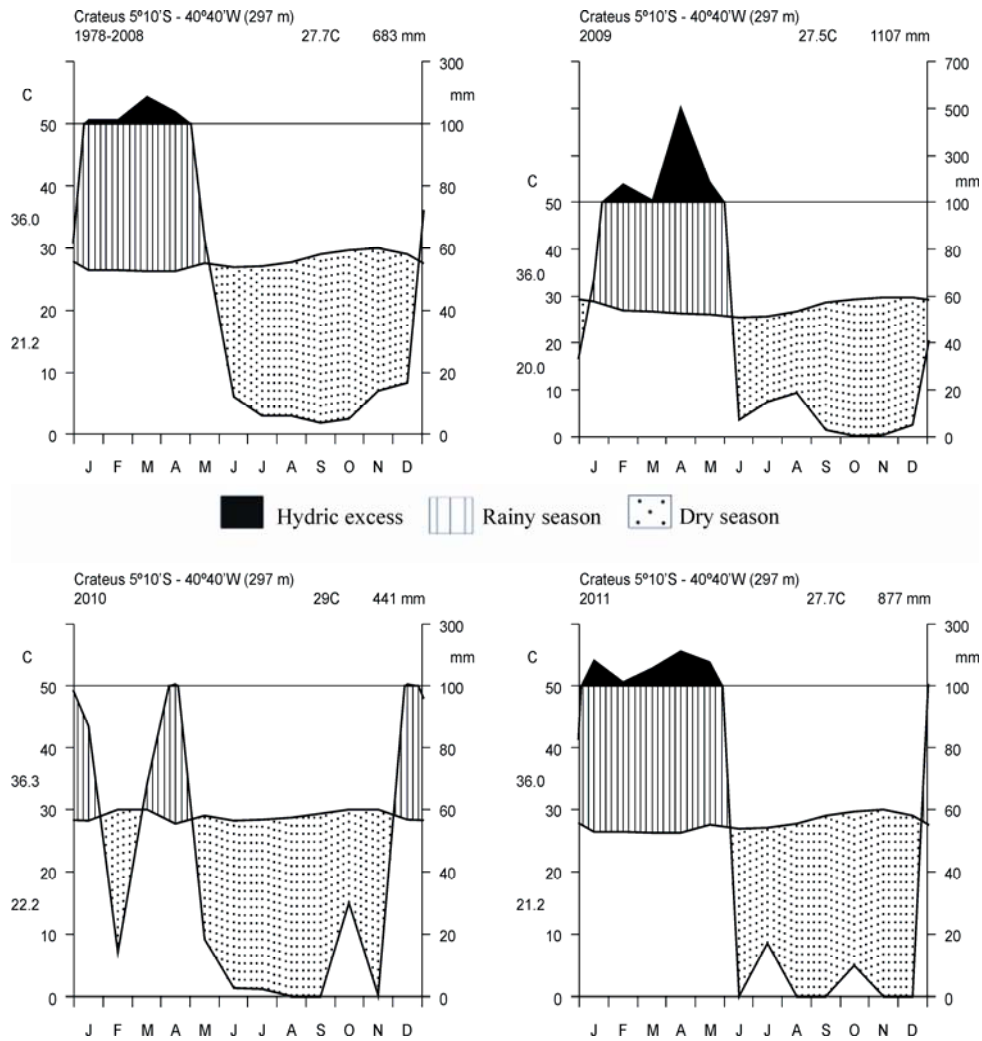 Crateus 5º10'S - 40º40'W (297 m)
1978-2008 27.7C 683 mm
300
C
mm
50 100
40 80
36.0
30 60
20 40
21.2
10 20
0 0
J F M A M J J A S O N D
Crateus 5º10'S - 40º40'W (297 m)
2009 27.5C 1107 mm
700
500
300
C
mm
50 100
40 80
36.0
30 60
20 40
20.0
10 20
0 0
J F M A M J J A S O N D
Hydric excess Rainy season Dry season
Crateus 5º10'S - 40º40'W (297 m)
2010 29C 441 mm
300
C
mm
50 100
40 80
36.3
30 60
20 40
22.2
10 20
0 0
J F M A M J J A S O N D
Crateus 5º10'S - 40º40'W (297 m)
2011 27.7C 877 mm
300
C
mm
50 100
40 80
36.0
30 60
20 40
21.2
10 20
0 0
J F M A M J J A S O N D